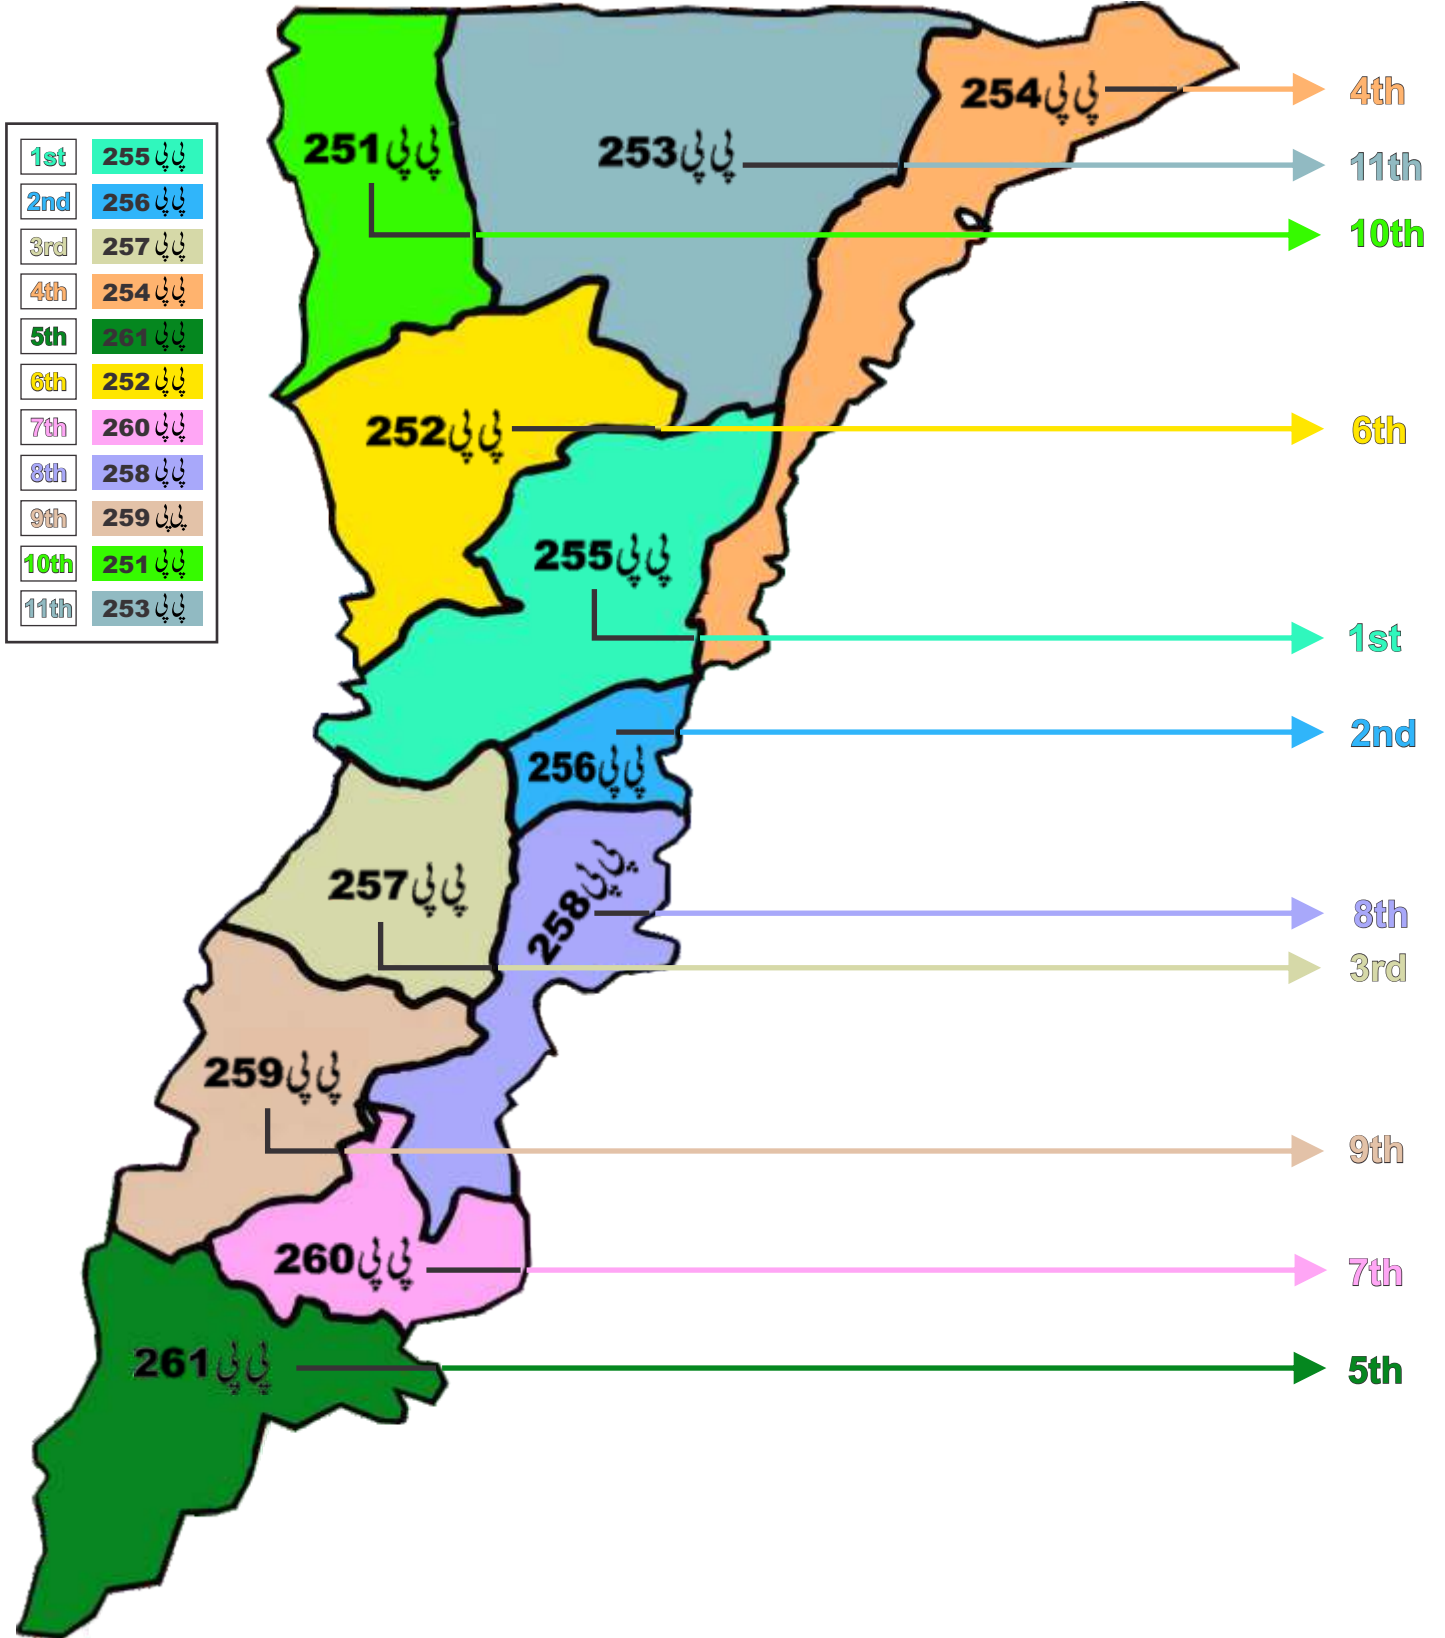 1st 255 پی پی
2nd 256 پی پی
3rd 257 پی پی
4th 254 پی پی
5th 261 پی پی
6th 252 پی پی
7th 260 پی پی
8th 258 پی پی
9th 259 پی پی
10th 251 پی پی
11th 253 پی پی
254 پی پی
4th
251 پی پی
253 پی پی
11th
10th
252 پی پی
6th
255 پی پی
1st
256 پی پی
2nd
257 پی پی
258 پی پی
8th
3rd
259 پی پی
9th
260 پی پی
7th
261 پی پی
5th